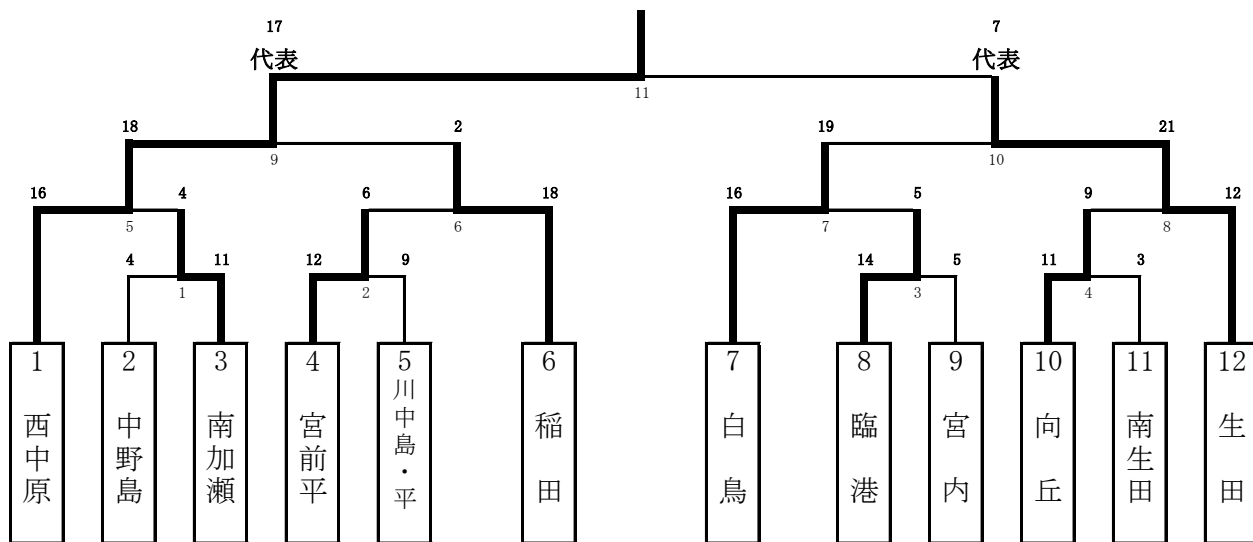 17 7
代表 代表
11
18 2 19 21
9 10
16 4 6 18 16 5 9 12
5 6 7 8
4 11 12 9 14 5 11 3
1 2 3 4
1 2 3 4 5 6 7 8 9 10 11 12
西中原
中野島
南加瀬
宮前平
川中島・平
稲田
白鳥
臨港
宮内
向丘
南生田
生田